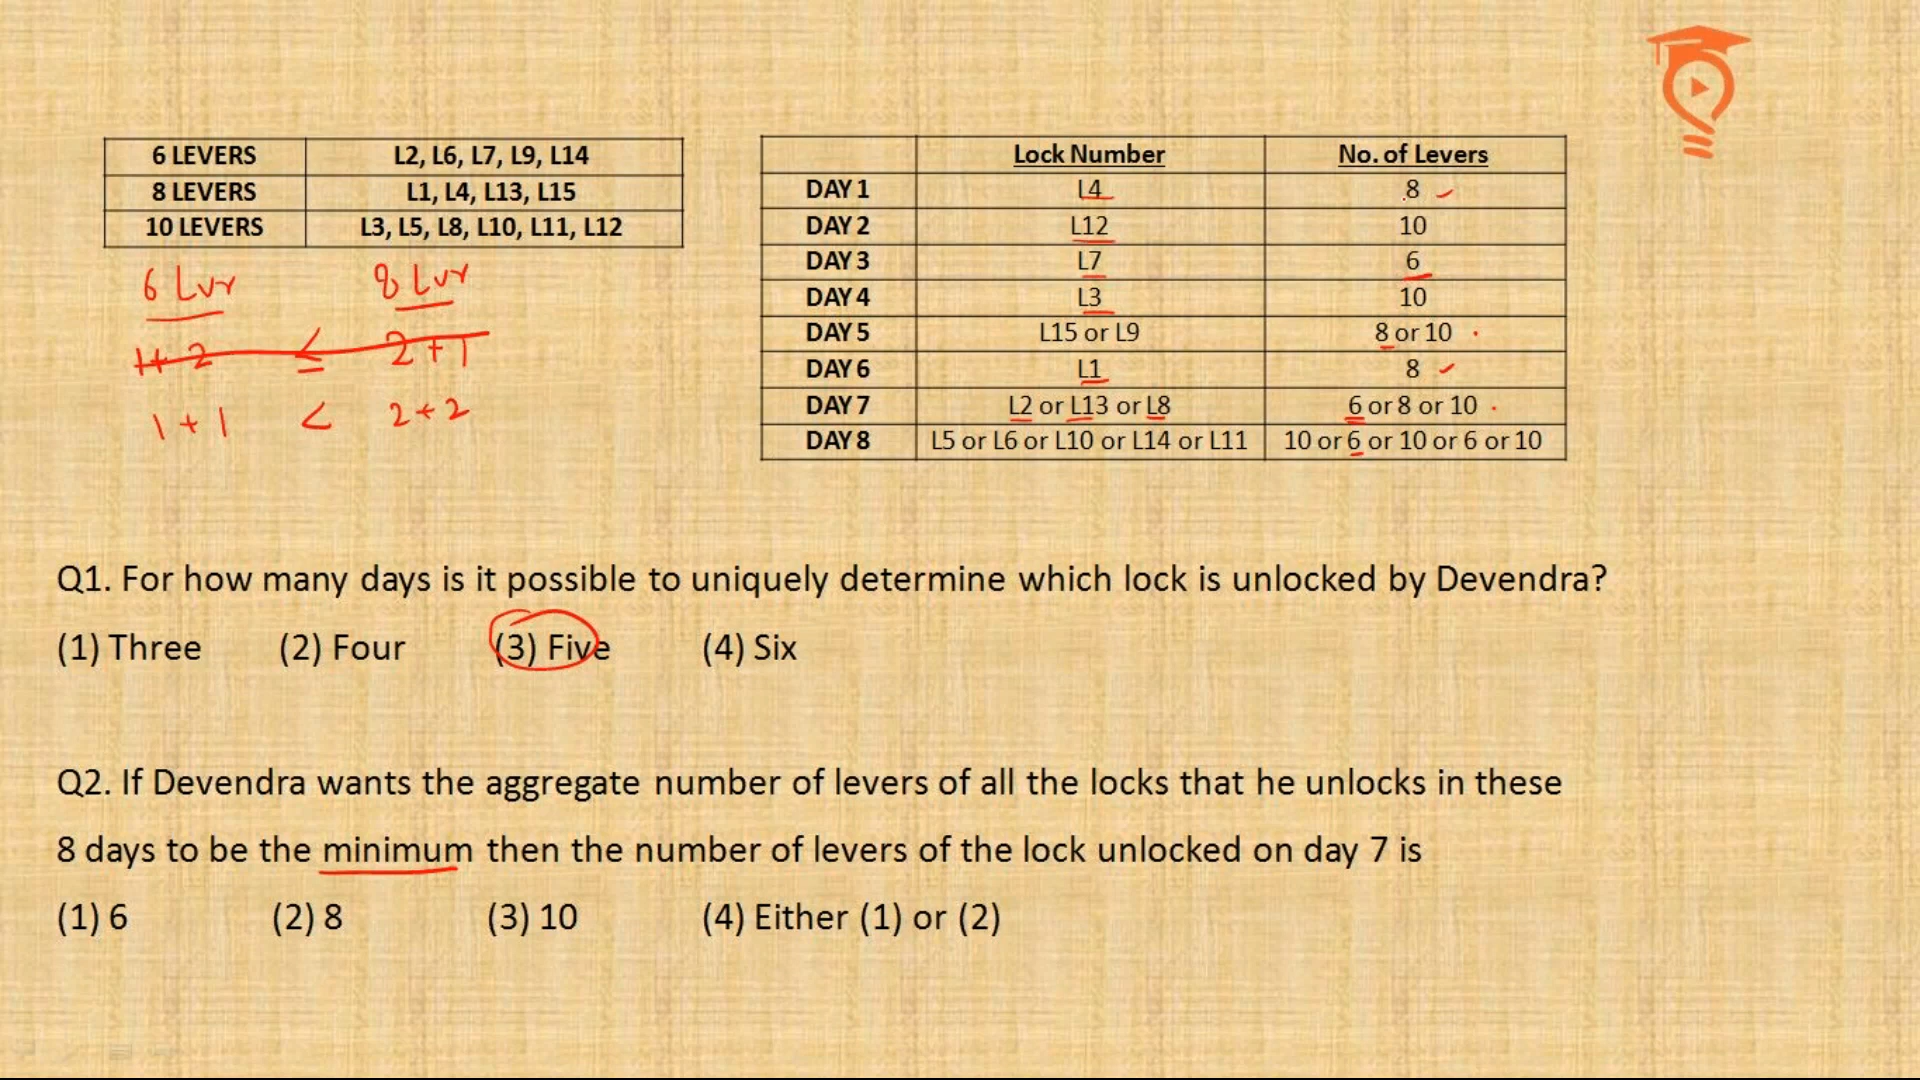 6 LEVERS L2, L6, L7, L9, L14
8 LEVERS L1, L4, L13, L15
10 LEVERS L3, L5, L8, L10, L11, L12
6 Lvr 8 Lvr
1+2 ≤ 2+1
1+1 < 2+2
Lock Number No. of Levers
DAY 1 L4 8
DAY 2 L12 10
DAY 3 L7 6
DAY 4 L3 10
DAY 5 L15 or L9 8 or 10
DAY 6 L1 8
DAY 7 L2 or L13 or L8 6 or 8 or 10
DAY 8 L5 or L6 or L10 or L14 or L11 10 or 6 or 10 or 6 or 10
Q1. For how many days is it possible to uniquely determine which lock is unlocked by Devendra?
(1) Three (2) Four (3) Five (4) Six
Q2. If Devendra wants the aggregate number of levers of all the locks that he unlocks in these
8 days to be the minimum then the number of levers of the lock unlocked on day 7 is
(1) 6 (2) 8 (3) 10 (4) Either (1) or (2)